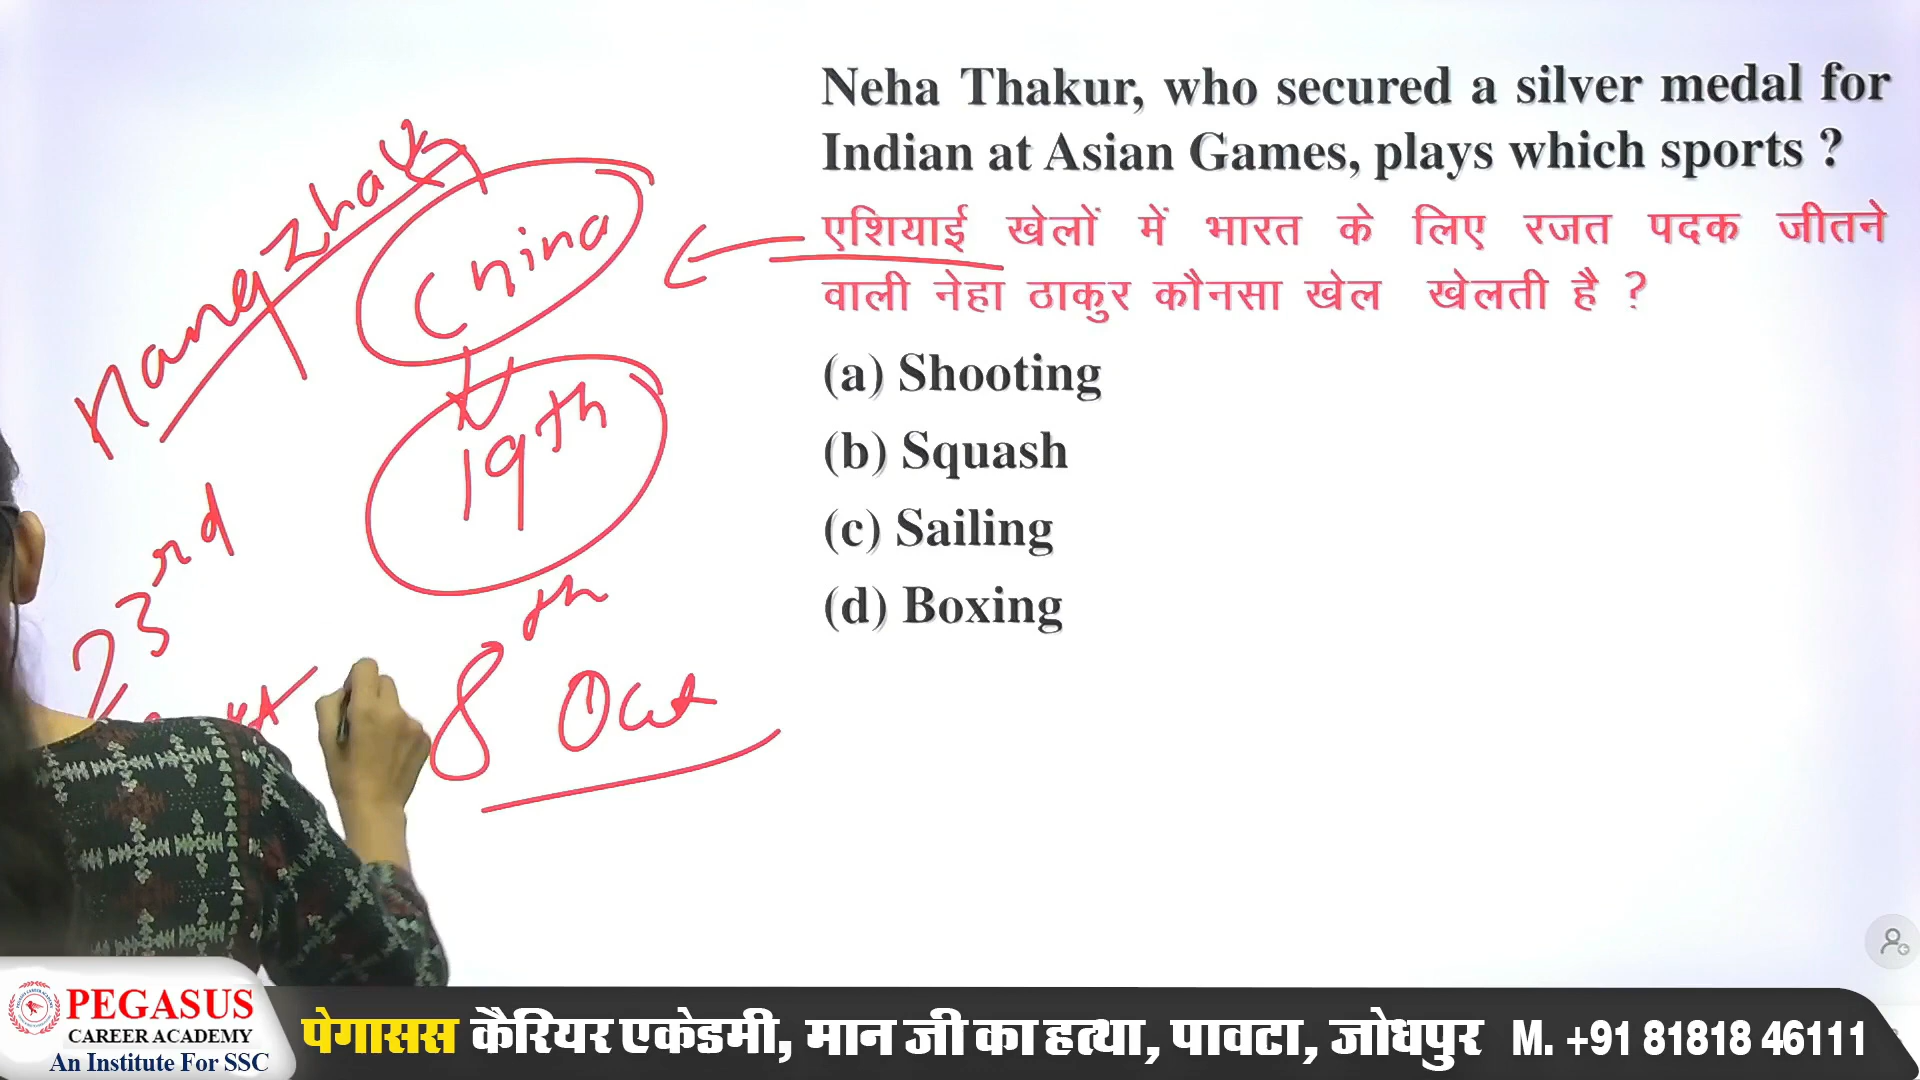 Neha Thakur, who secured a silver medal for
Indian at Asian Games, plays which sports ?
एशियाई खेलों में भारत के लिए रजत पदक जीतने
वाली नेहा ठाकुर कौनसा खेल खेलती है ?
(a) Shooting
(b) Squash
(c) Sailing
(d) Boxing
China
19th
23rd
8th Oct
PEGASUS
CAREER ACADEMY
An Institute For SSC
पेगासस कैरियर एकेडमी, मान जी का हत्था, पावटा, जोधपुर M. +91 81818 46111